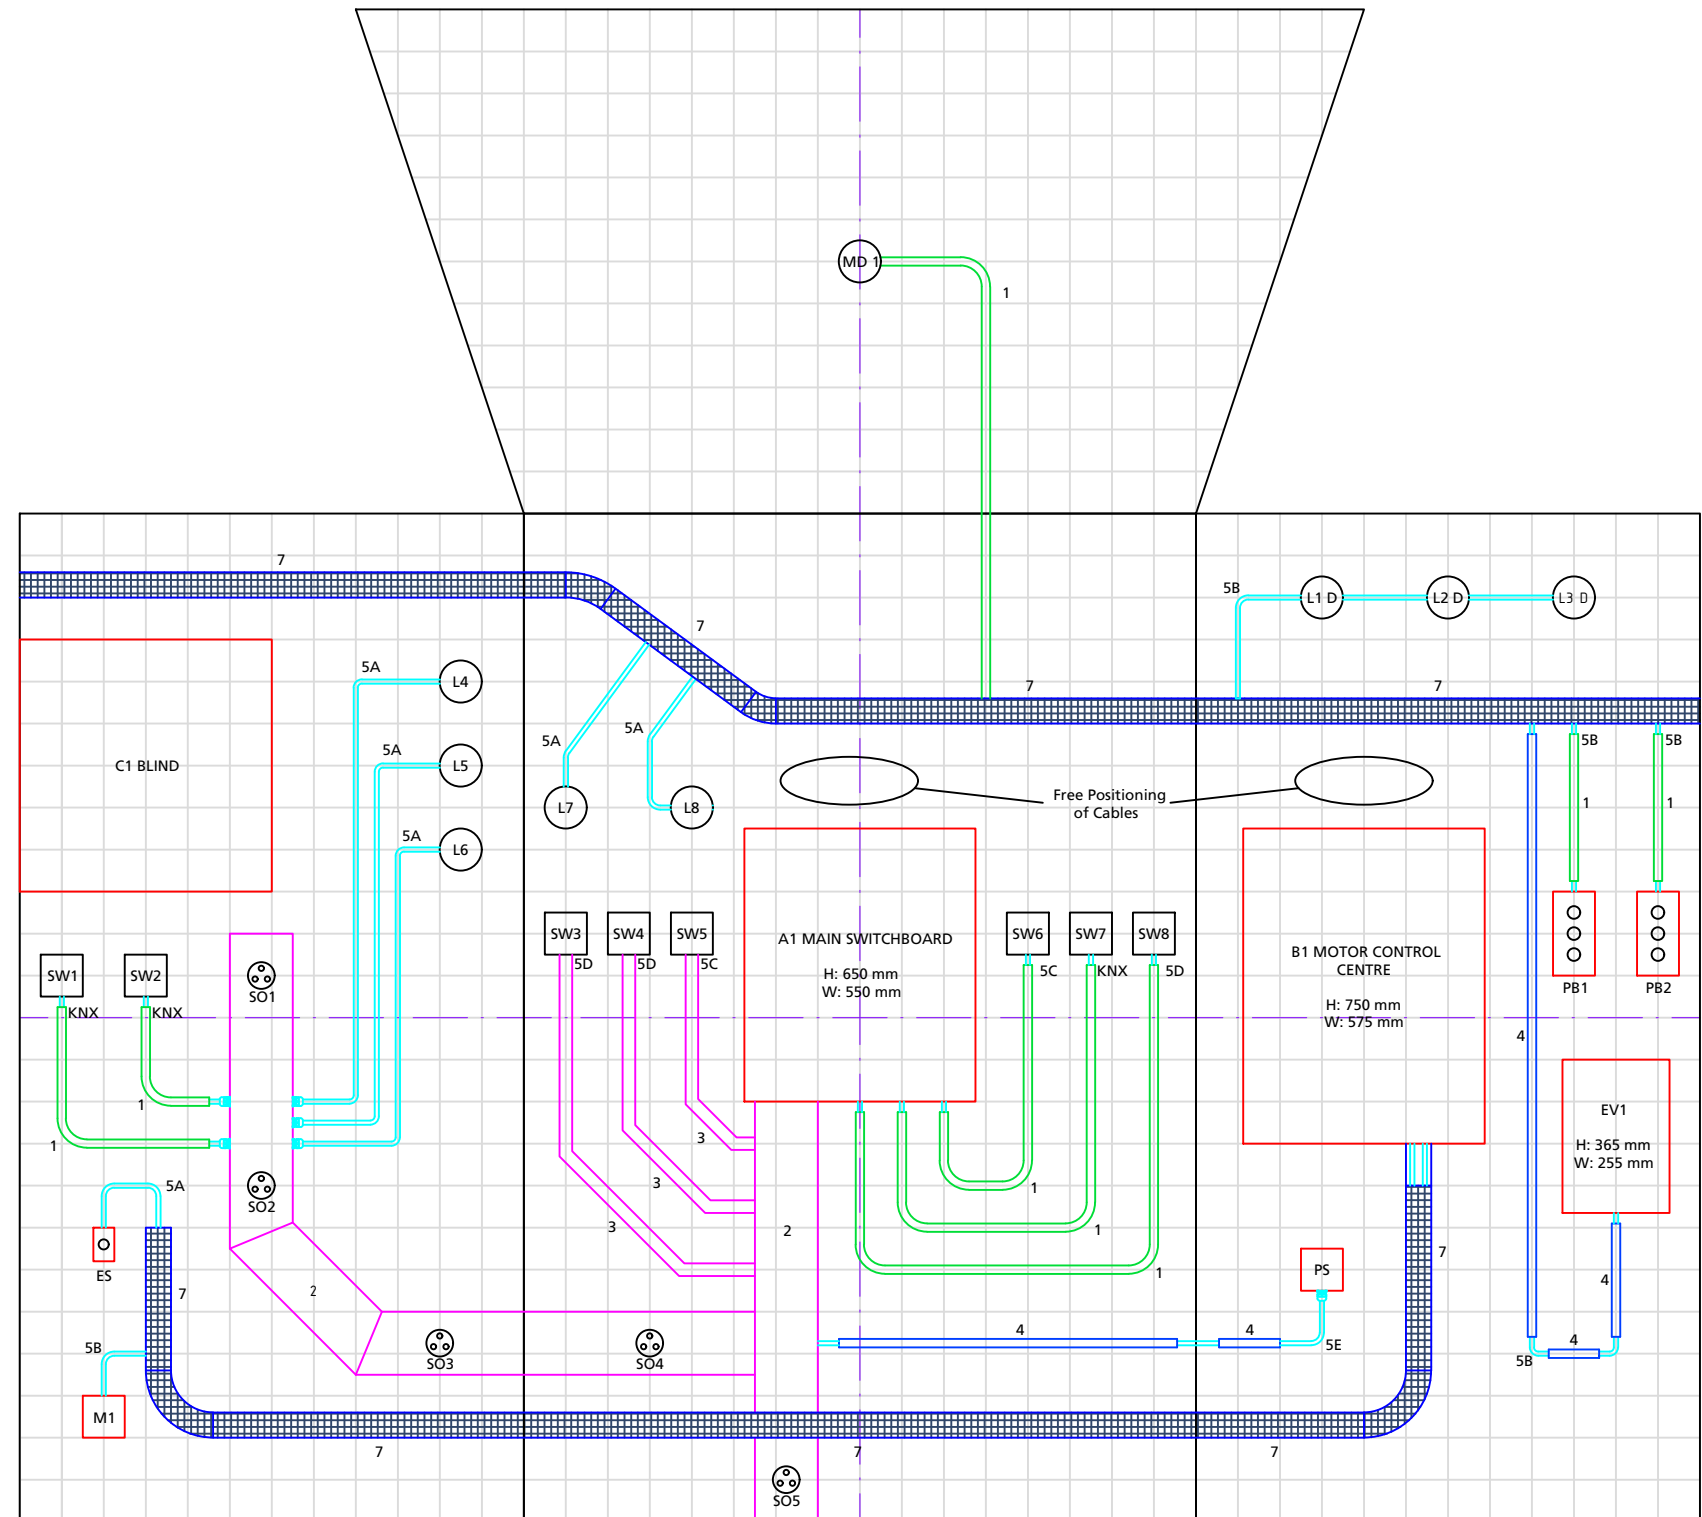 MD 1
1
7
7
5B
L1 D
L2 D
L3 D
5A
L4
7
7
5A
5A
5B
5B
5A
L5
C1 BLIND
Free Positioning
of Cables
L7
L8
1
1
5A
L6
SW3
SW4
SW5
SW6
SW7
SW8
5D
5D
5C
5C
KNX
5D
A1 MAIN SWITCHBOARD
H: 650 mm
W: 550 mm
B1 MOTOR CONTROL
CENTRE
H: 750 mm
W: 575 mm
SW1
SW2
SO1
PB1
PB2
KNX
KNX
4
1
1
3
EV1
H: 365 mm
W: 255 mm
5A
SO2
3
1
3
2
1
1
ES
7
2
7
PS
4
5B
SO3
SO4
4
4
5E
5B
4
M1
7
7
7
SO5